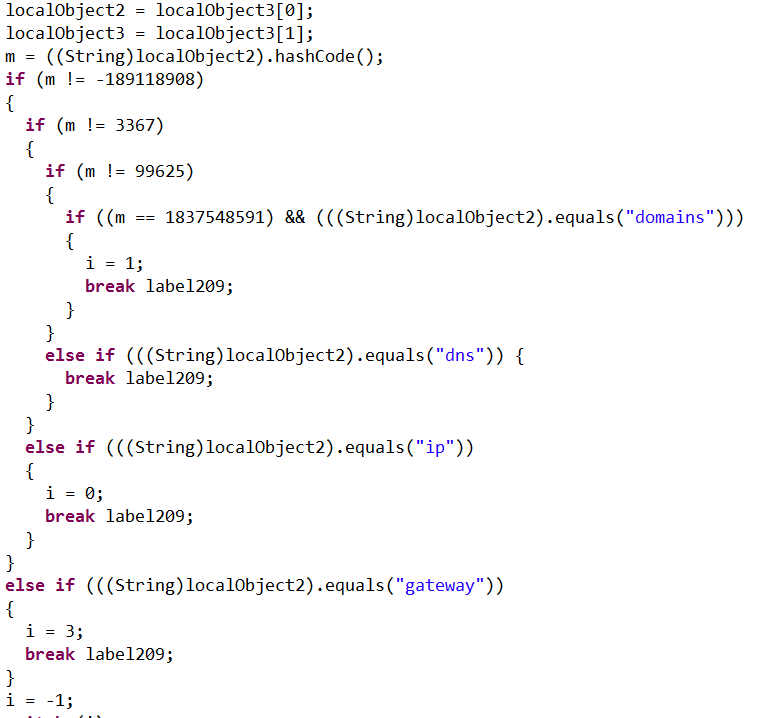 localObject2 = localObject3[0];
localObject3 = localObject3[1];
m = ((String)localObject2).hashCode();
if (m != -189118908)
{
  if (m != 3367)
  {
    if (m != 99625)
    {
      if ((m == 1837548591) && (((String)localObject2).equals("domains")))
      {
        i = 1;
        break label209;
      }
    }
    else if (((String)localObject2).equals("dns")) {
      break label209;
    }
  }
  else if (((String)localObject2).equals("ip"))
  {
    i = 0;
    break label209;
  }
}
else if (((String)localObject2).equals("gateway"))
{
  i = 3;
  break label209;
}
i = -1;